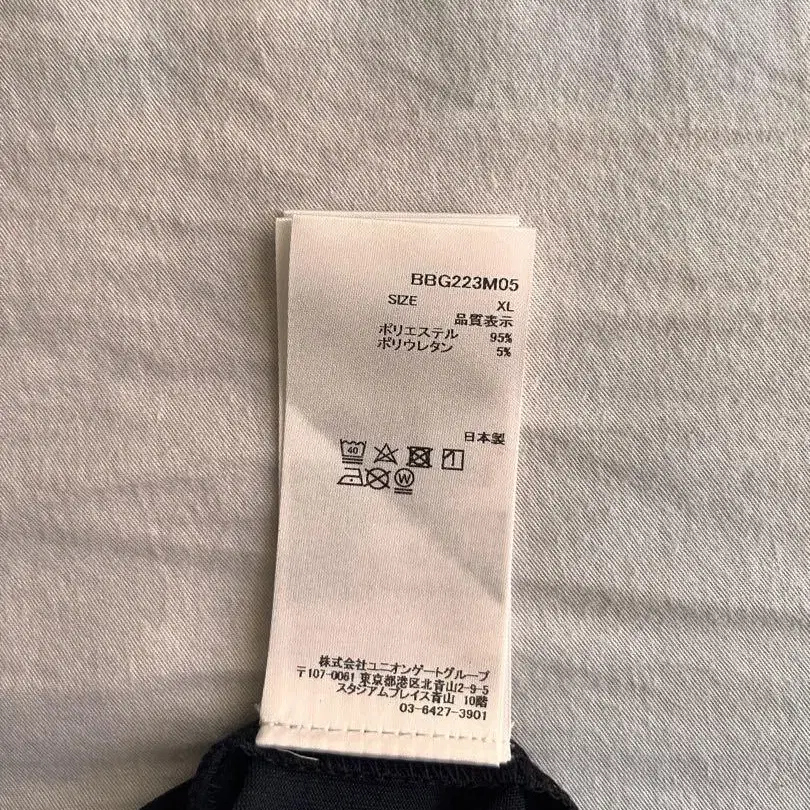 BBG223M05
SIZE XL
品質表示
ポリエステル 95%
ポリウレタン 5%
日本製
40
W
株式会社ユニオンゲートグループ
〒107-0061 東京都港区北青山2-9-5
スタジアムプレイス青山 10階
03-6427-3901